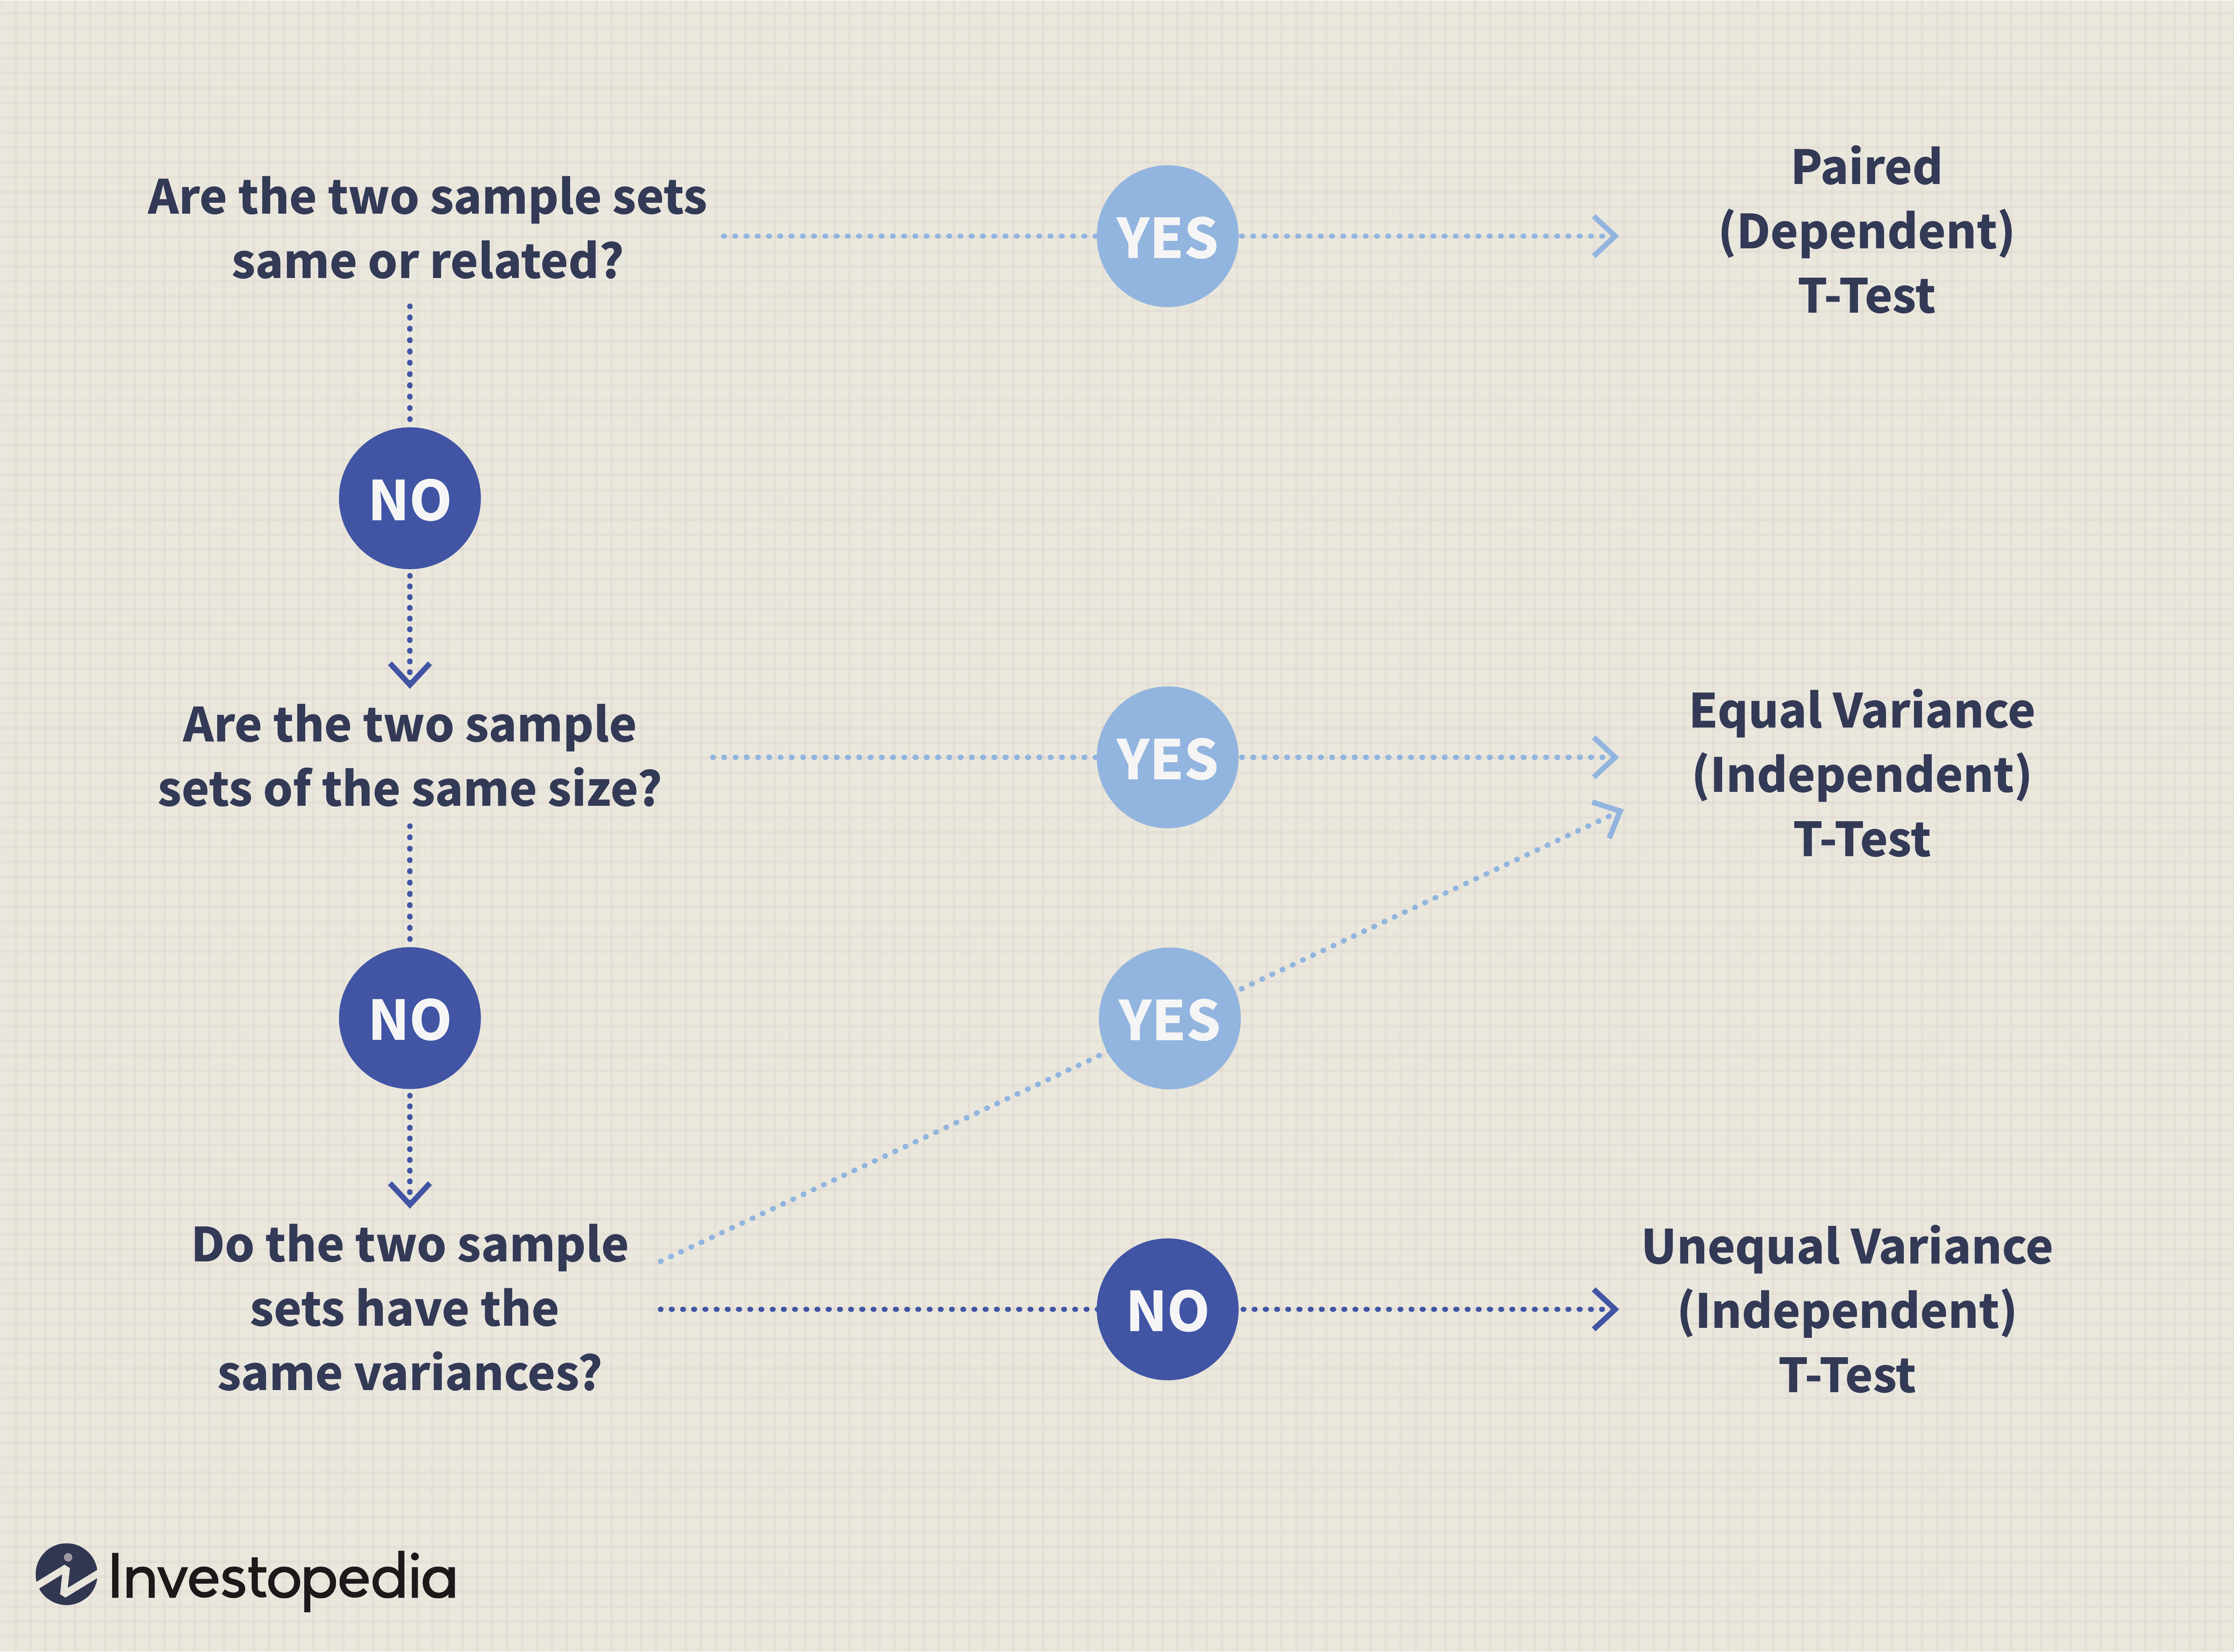 Are the two sample sets
same or related?
YES
Paired
(Dependent)
T-Test
NO
Are the two sample
sets of the same size?
YES
Equal Variance
(Independent)
T-Test
NO
YES
Do the two sample
sets have the
same variances?
NO
Unequal Variance
(Independent)
T-Test
Investopedia